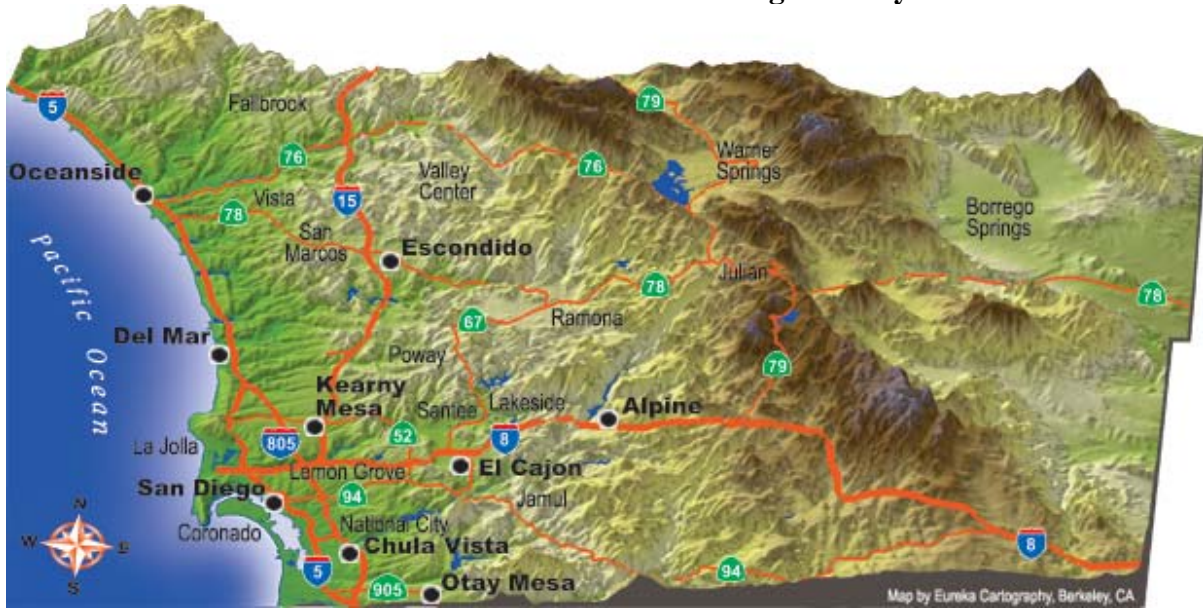 5
Fallbrook
79
Oceanside
76
Valley
Center
76
Warner
Springs
Vista
78
15
San
Marcos
Borrego
Springs
Pacific Ocean
Escondido
Julian
78
78
67
Ramona
Del Mar
Poway
79
Kearny
Mesa
Santee
Lakeside
Alpine
La Jolla
805
52
8
Lemon Grove
El Cajon
San Diego
94
Jamul
Coronado
National City
N
W
E
S
Chula Vista
5
8
94
905
Otay Mesa
Map by Eureka Cartography, Berkeley, CA